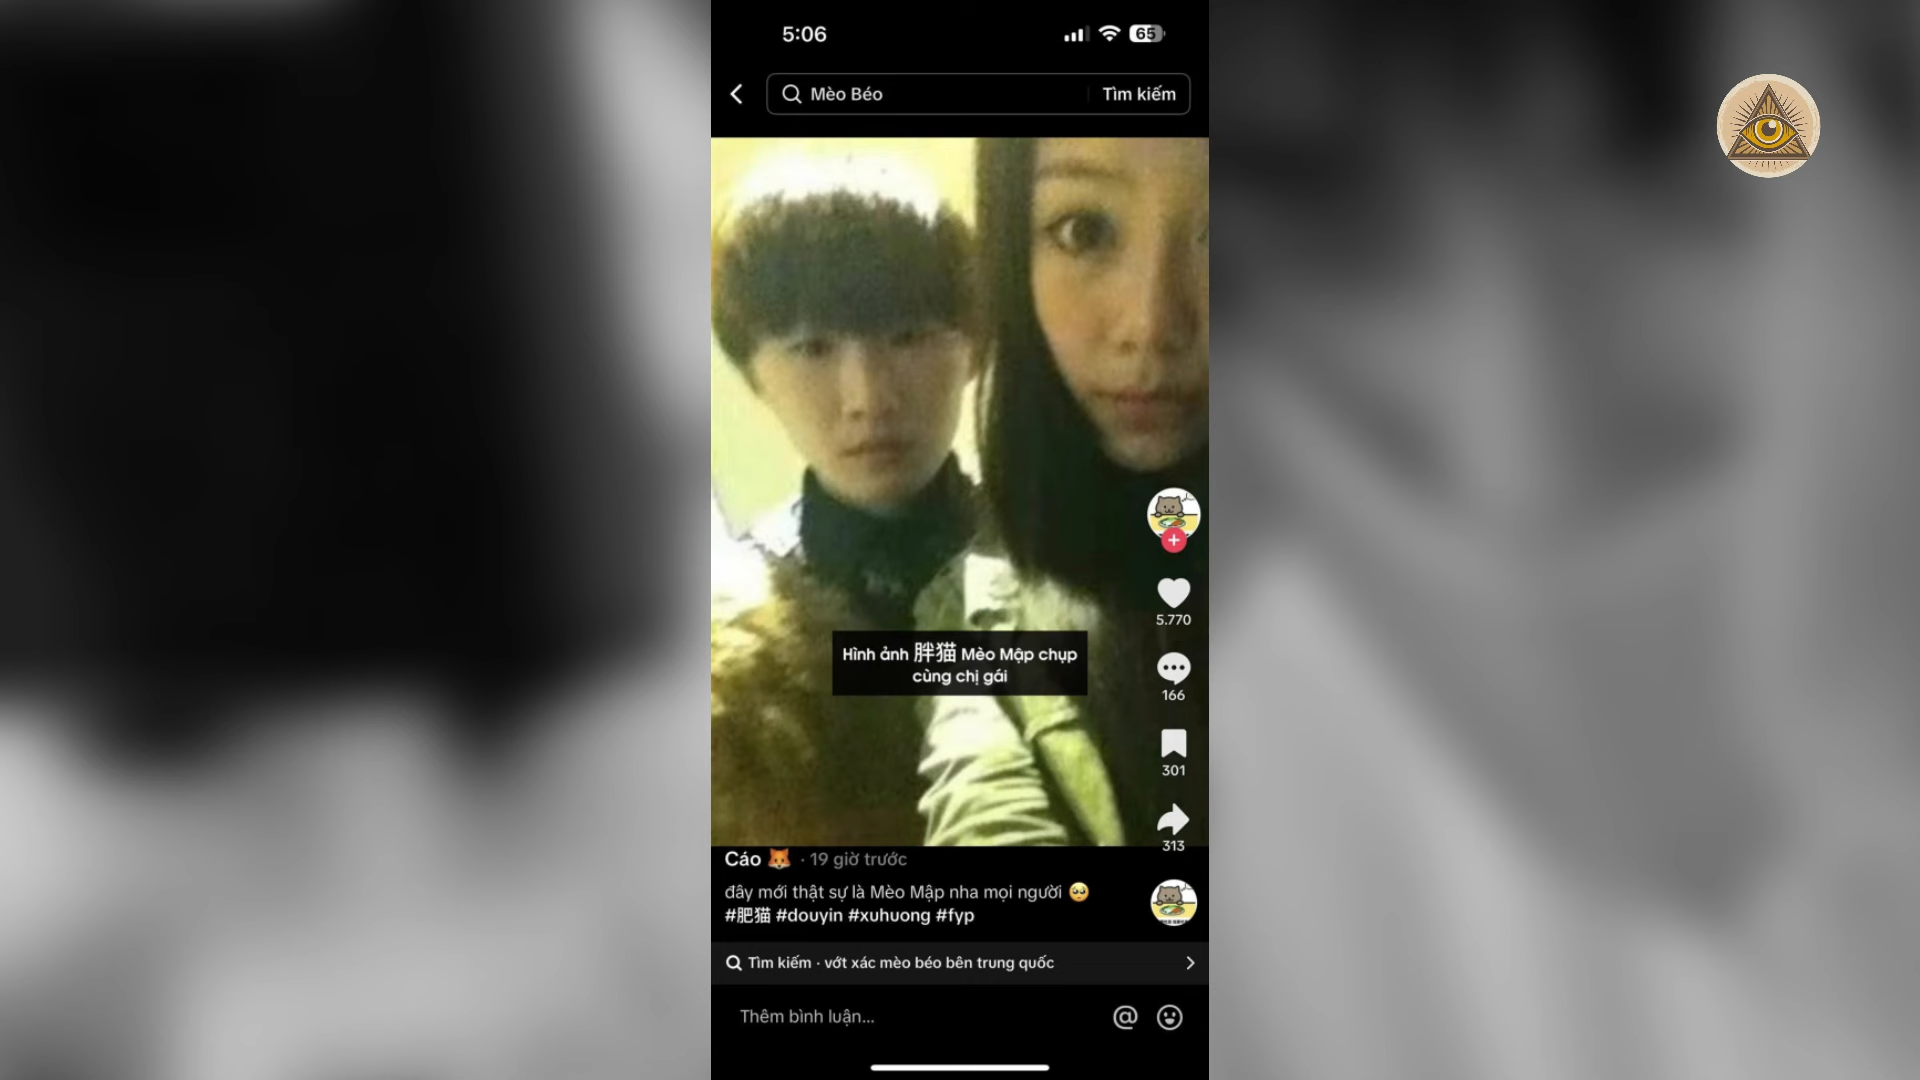 5:06
65
Mèo Béo
Tìm kiếm
Hình ảnh 胖猫 Mèo Mập chụp
cùng chị gái
5.770
166
301
313
Cáo 🦊 · 19 giờ trước
đây mới thật sự là Mèo Mập nha mọi người 🥺
#肥猫 #douyin #xuhuong #fyp
Tìm kiếm · vớt xác mèo béo bên trung quốc
Thêm bình luận...